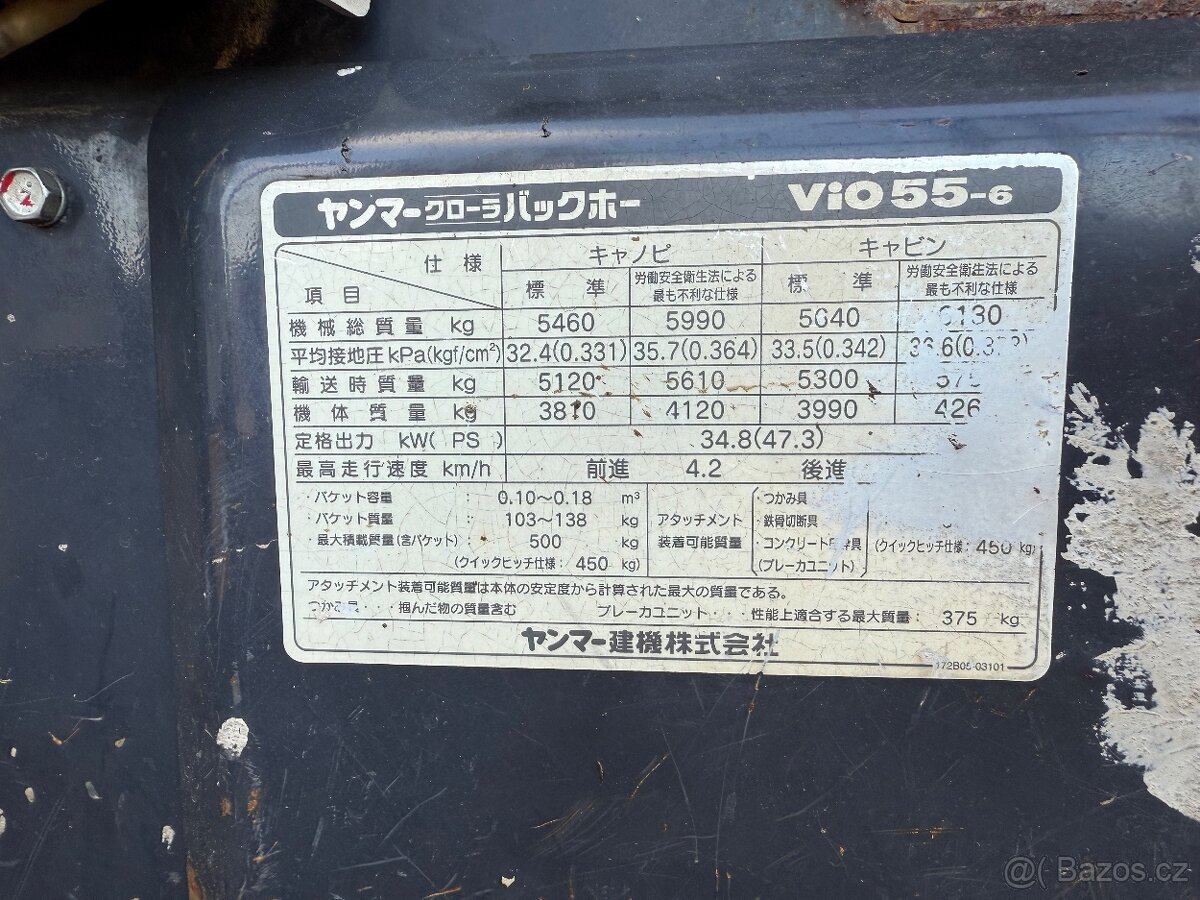 ヤンマークローラバックホー ViO55-6
仕様 キャノピ キャビン
項目 標準 労働安全衛生法による最も不利な仕様 標準 労働安全衛生法による最も不利な仕様
機械総質量 kg 5460 5990 5640 6130
平均接地圧 kPa(kgf/cm²) 32.4(0.331) 35.7(0.364) 33.5(0.342)
輸送時質量 kg 5120 5610 5300
機体質量 kg 3810 4120 3990 426
定格出力 kW( PS ) 34.8(47.3)
最高走行速度 km/h 前進 4.2 後進
・バケット容量 : 0.10〜0.18 m³
・バケット質量 : 103〜138 kg
・最大積載質量(含バケット) : 500 kg
(クイックヒッチ仕様: 450 kg)
アタッチメント
装着可能質量
・つかみ具
・鉄骨切断具
・コンクリート
(ブレーカユニット)
(クイックヒッチ仕様: 450 kg)
アタッチメント装着可能質量は本体の安定度から計算された最大の質量である。
つかみ具・・・掴んだ物の質量含む ブレーカユニット・・・性能上適合する最大質量: 375 kg
ヤンマー建機株式会社
172B05-03101
@( Bazos.cz